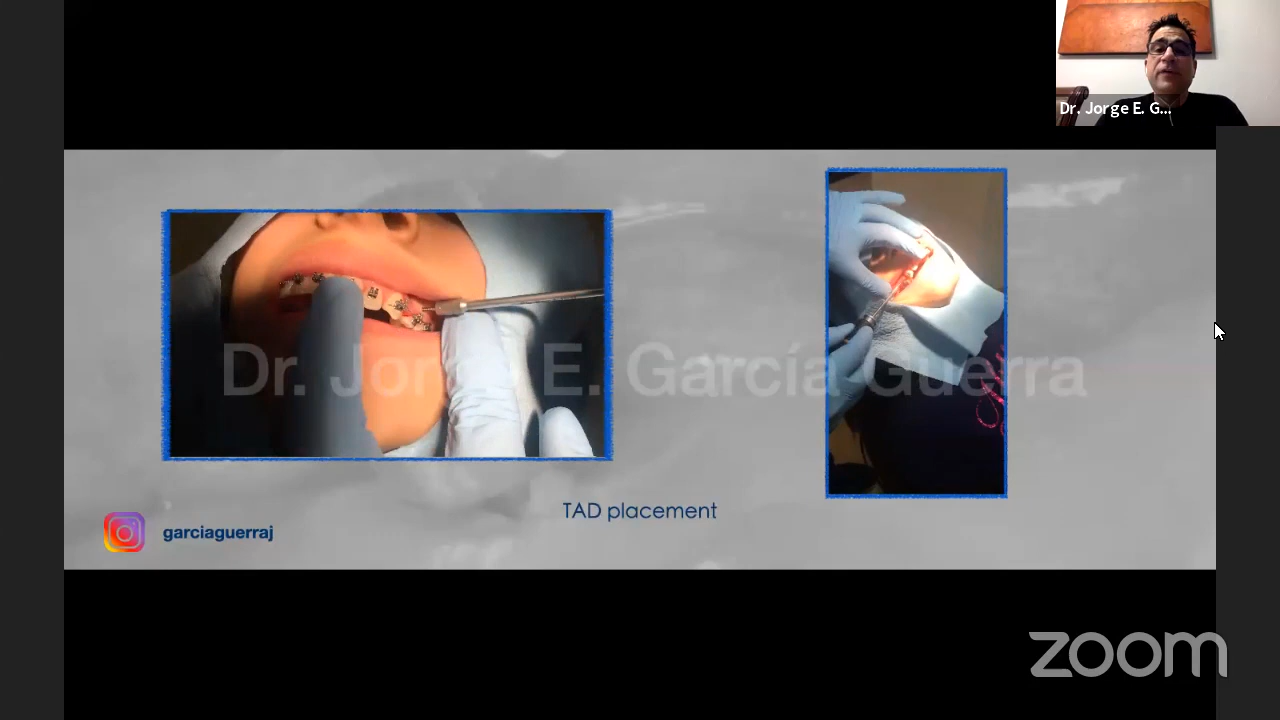 Dr. Jorge E. G...
Dr. Jorge E. García Guerra
TAD placement
garciaguerraj
zoom